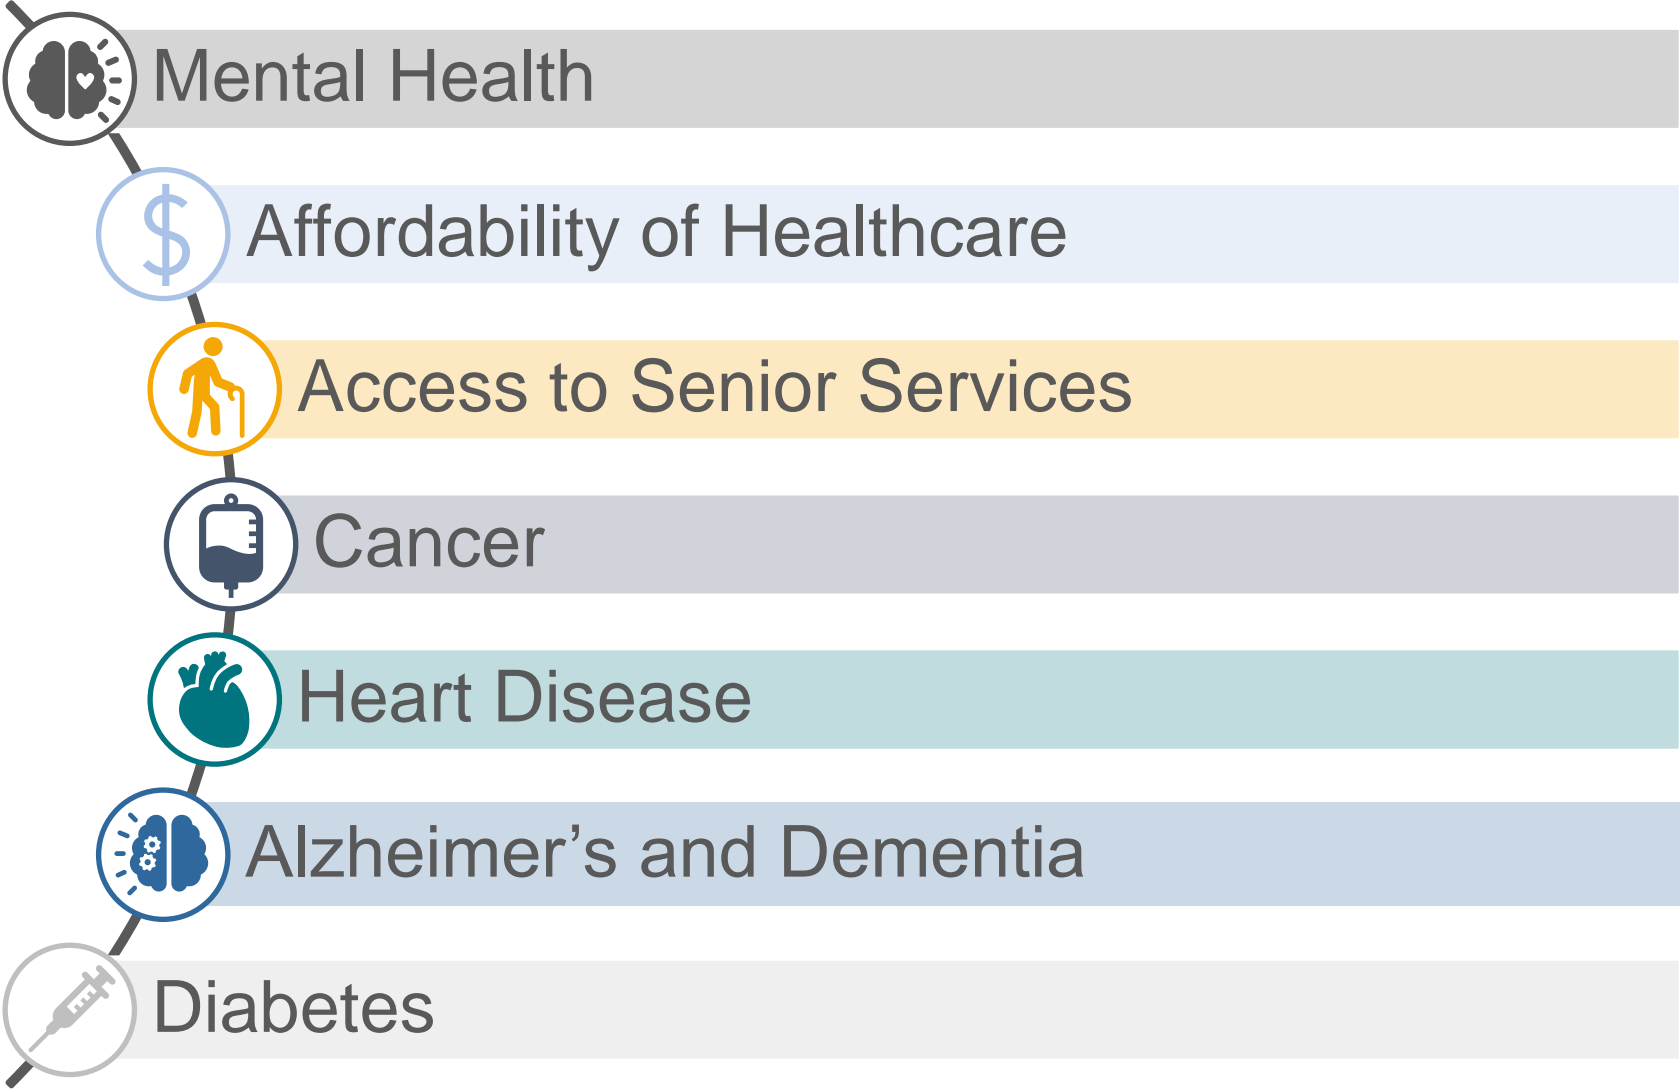 Mental Health
Affordability of Healthcare
Access to Senior Services
Cancer
Heart Disease
Alzheimer’s and Dementia
Diabetes